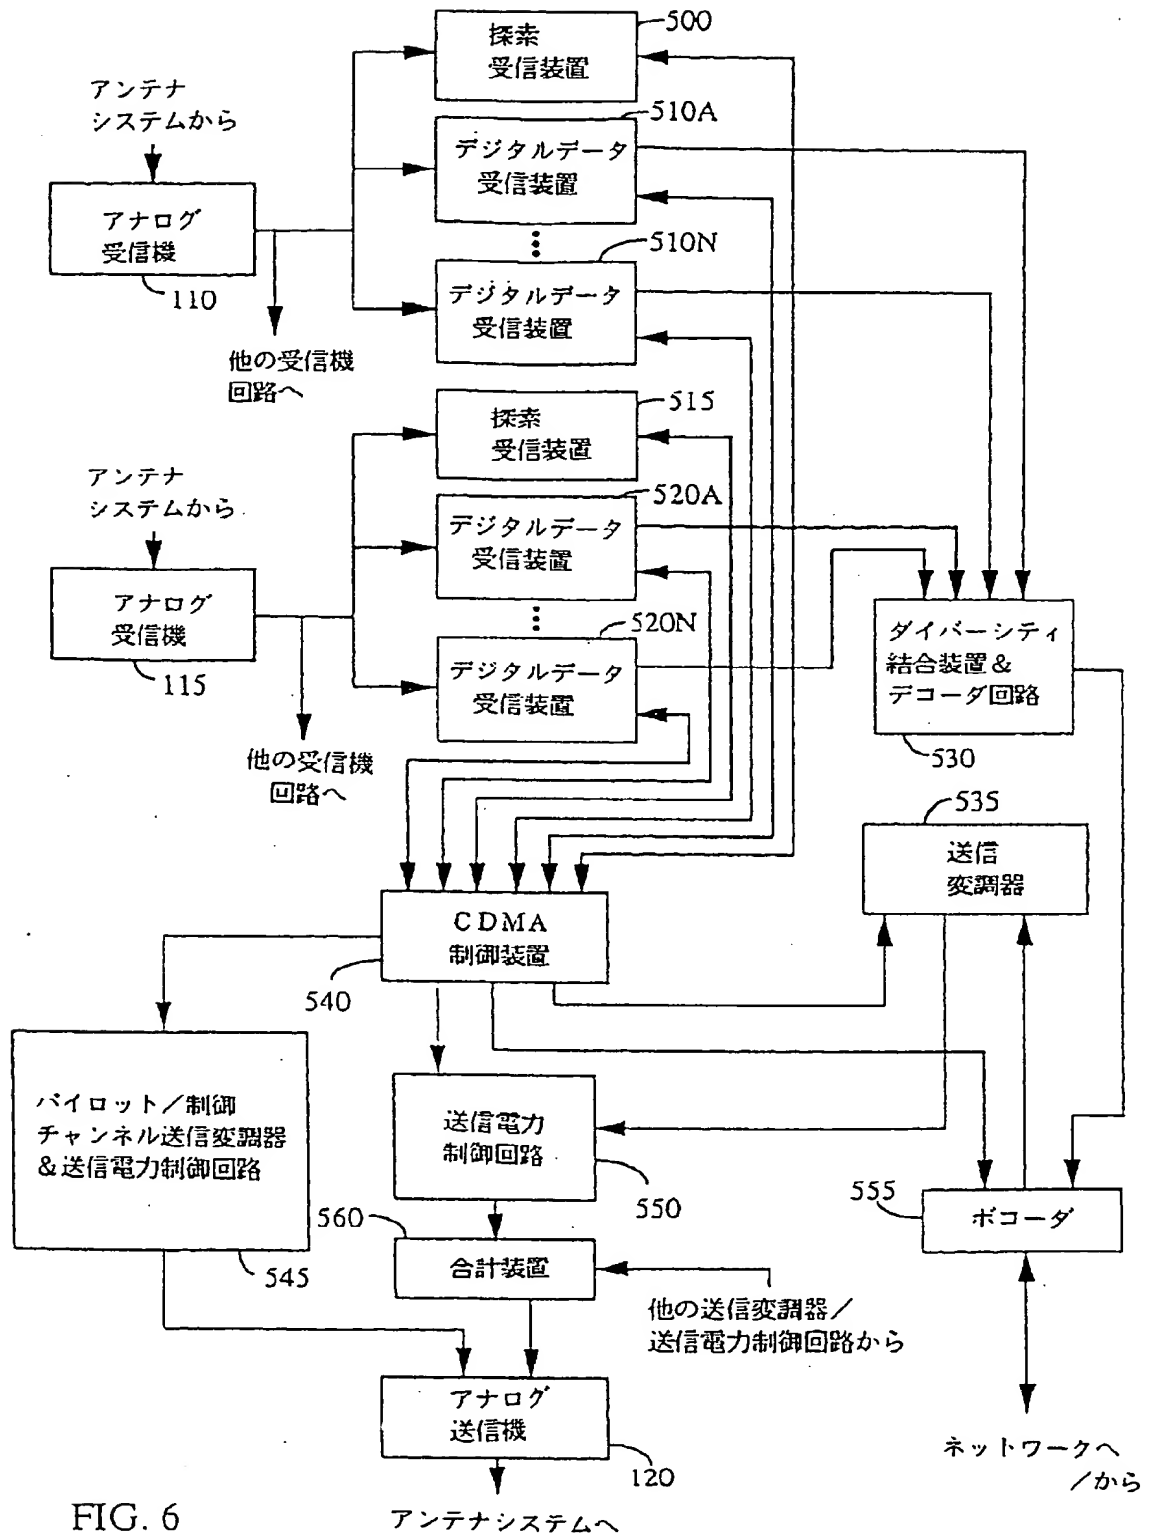 500
探索
受信装置
アンテナ
システムから
510A
デジタルデータ
受信装置
アナログ
受信機
110
510N
デジタルデータ
受信装置
他の受信機
回路へ
515
探索
受信装置
アンテナ
システムから
520A
デジタルデータ
受信装置
アナログ
受信機
115
520N
デジタルデータ
受信装置
ダイバーシティ
結合装置&
デコーダ回路
530
他の受信機
回路へ
535
送信
変調器
CDMA
制御装置
540
パイロット/制御
チャンネル送信変調器
&送信電力制御回路
545
送信電力
制御回路
550
555
ボコーダ
560
合計装置
他の送信変調器/
送信電力制御回路から
アナログ
送信機
120
ネットワークへ
/から
アンテナシステムへ
FIG. 6